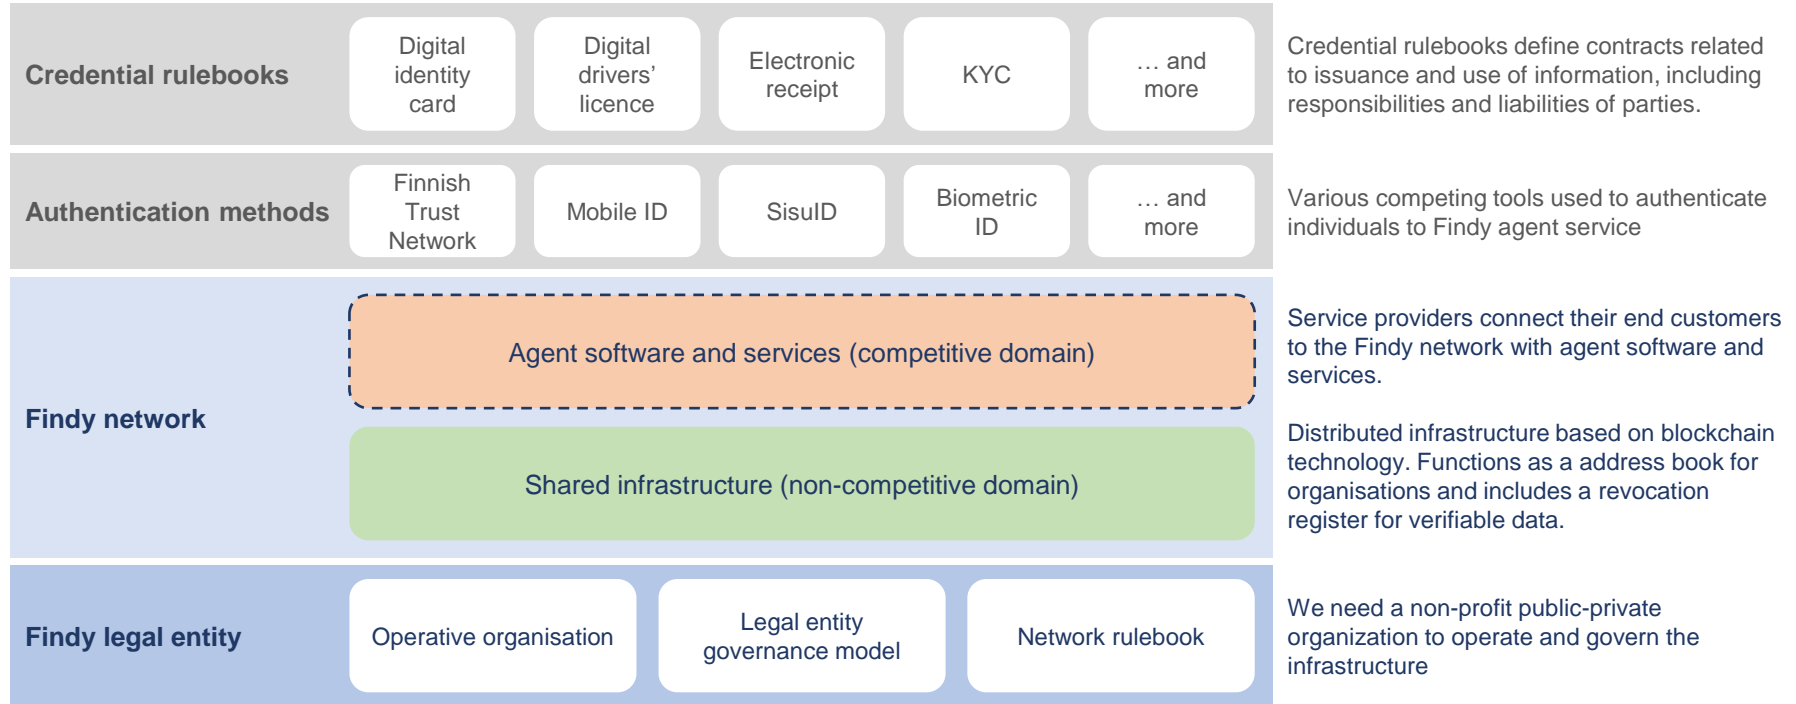 Credential rulebooks
Digital
identity
card
Digital
drivers’
licence
Electronic
receipt
KYC
… and
more
Credential rulebooks define contracts related
to issuance and use of information, including
responsibilities and liabilities of parties.
Authentication methods
Finnish
Trust
Network
Mobile ID
SisuID
Biometric
ID
… and
more
Various competing tools used to authenticate
individuals to Findy agent service
Findy network
Agent software and services (competitive domain)
Service providers connect their end customers
to the Findy network with agent software and
services.
Shared infrastructure (non-competitive domain)
Distributed infrastructure based on blockchain
technology. Functions as a address book for
organisations and includes a revocation
register for verifiable data.
Findy legal entity
Operative organisation
Legal entity
governance model
Network rulebook
We need a non-profit public-private
organization to operate and govern the
infrastructure